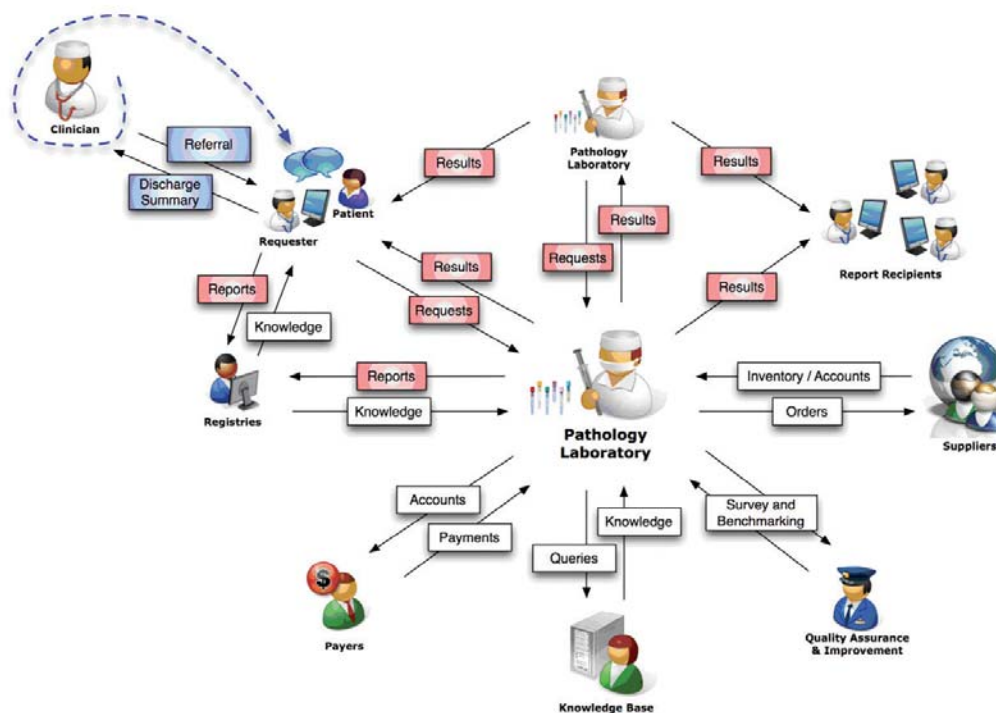 Clinician
Referral
Discharge
Summary
Patient
Requester
Results
Pathology
Laboratory
Results
Results
Requests
Results
Requests
Results
Report Recipients
Reports
Knowledge
Registries
Reports
Knowledge
Pathology
Laboratory
Results
Inventory / Accounts
Orders
Suppliers
Accounts
Payments
Payers
Queries
Knowledge
Knowledge Base
Survey and
Benchmarking
Quality Assurance
& Improvement
$